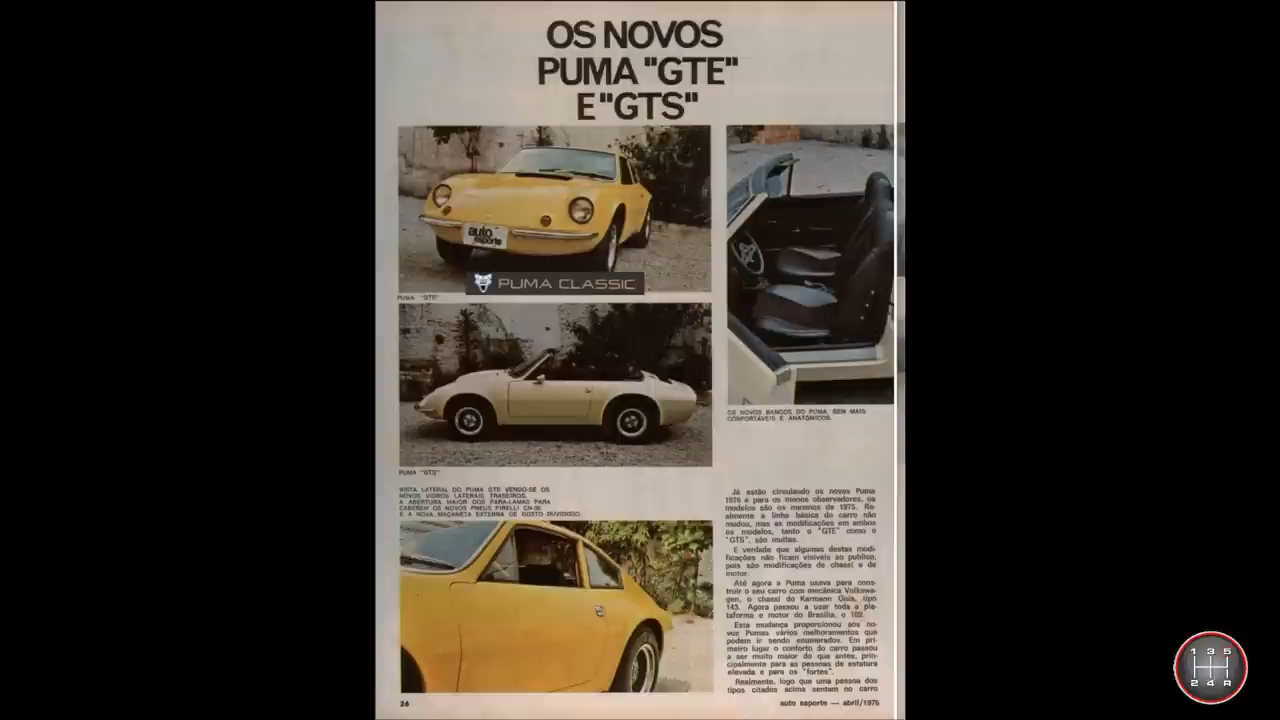 OS NOVOS
PUMA "GTE"
E "GTS"
auto
esporte
PUMA CLASSIC
PUMA "GTE"
PUMA "GTS"
OS NOVOS BANCOS DO PUMA, BEM MAIS
CONFORTÁVEIS E ANATÔMICOS.
VISTA LATERAL DO PUMA GTE VENDO-SE OS
NOVOS VIDROS LATERAIS TRASEIROS,
A ABERTURA MAIOR DOS PARA-LAMAS PARA
CABEREM OS NOVOS PNEUS PIRELLI CN-36
E A NOVA MAÇANETA EXTERNA DE GOSTO DUVIDOSO.
Já estão circulando os novos Puma
1976 e para os menos observadores, os
modelos são os mesmos de 1975. Re-
almente a linha básica do carro não
mudou, mas as modificações em ambos
os modelos, tanto o "GTE" como o
"GTS", são muitas.
É verdade que algumas destas modi-
ficações não ficam visíveis ao publico,
pois são modificações de chassi e de
motor.
Até agora a Puma usava para cons-
truir o seu carro com mecânica Volkswa-
gen, o chassi do Karmann Guia, tipo
143. Agora passou a usar toda a pla-
taforma e motor do Brasilia, o 102.
Esta mudança proporcionou aos no-
vos Pumas vários melhoramentos que
podem ir sendo enumerados. Em pri-
meiro lugar o conforto do carro passou
a ser muito maior do que antes, prin-
cipalmente para as pessoas de estatura
elevada e para os "fortes".
Realmente, logo que uma pessoa dos
tipos citados acima sentam no carro
26
auto esporte — abril/1976
1 3 5
2 4 R